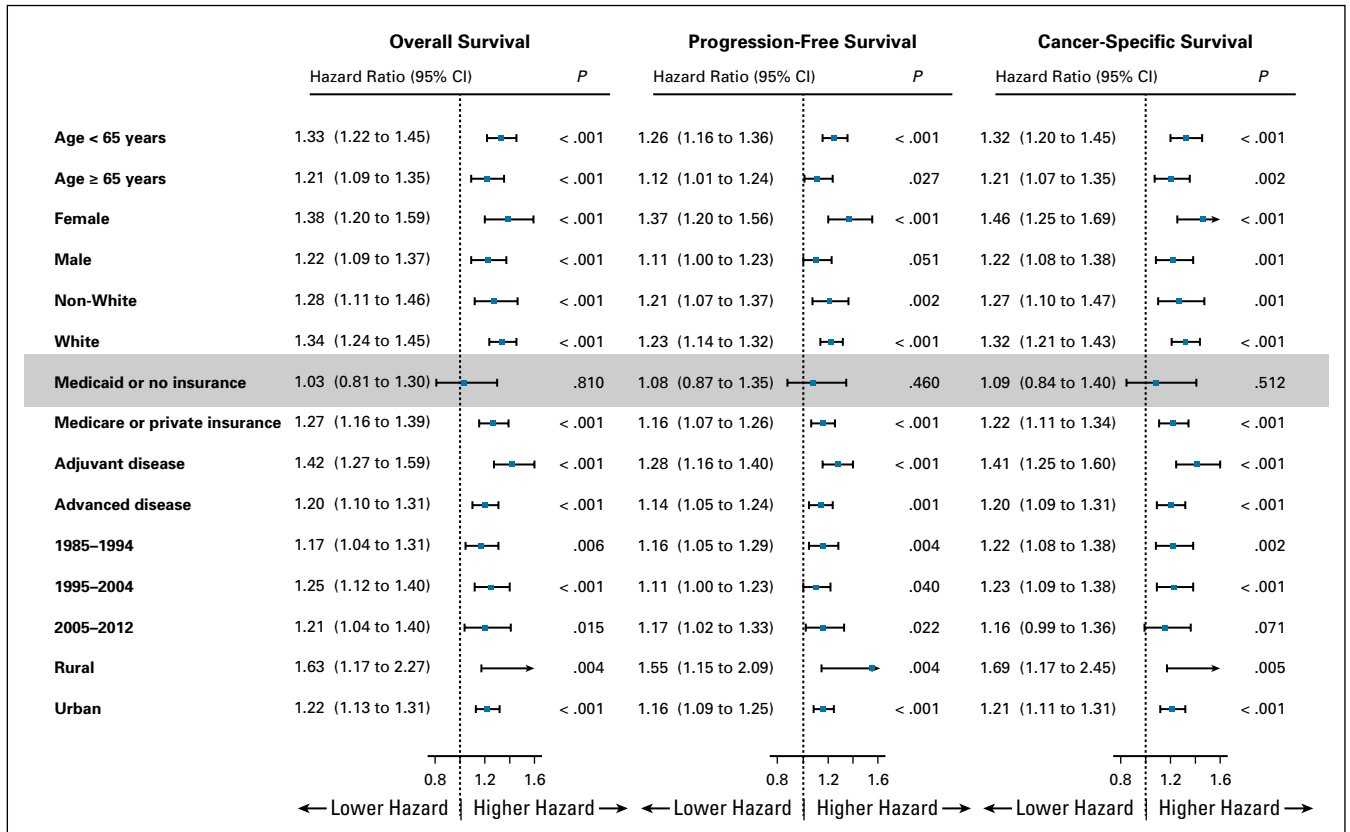 Overall Survival Progression-Free Survival Cancer-Specific Survival
Hazard Ratio (95% CI) P Hazard Ratio (95% CI) P Hazard Ratio (95% CI) P
Age < 65 years 1.33 (1.22 to 1.45) < .001 1.26 (1.16 to 1.36) < .001 1.32 (1.20 to 1.45) < .001
Age ≥ 65 years 1.21 (1.09 to 1.35) < .001 1.12 (1.01 to 1.24) .027 1.21 (1.07 to 1.35) .002
Female 1.38 (1.20 to 1.59) < .001 1.37 (1.20 to 1.56) < .001 1.46 (1.25 to 1.69) < .001
Male 1.22 (1.09 to 1.37) < .001 1.11 (1.00 to 1.23) .051 1.22 (1.08 to 1.38) .001
Non-White 1.28 (1.11 to 1.46) < .001 1.21 (1.07 to 1.37) .002 1.27 (1.10 to 1.47) .001
White 1.34 (1.24 to 1.45) < .001 1.23 (1.14 to 1.32) < .001 1.32 (1.21 to 1.43) < .001
Medicaid or no insurance 1.03 (0.81 to 1.30) .810 1.08 (0.87 to 1.35) .460 1.09 (0.84 to 1.40) .512
Medicare or private insurance 1.27 (1.16 to 1.39) < .001 1.16 (1.07 to 1.26) < .001 1.22 (1.11 to 1.34) < .001
Adjuvant disease 1.42 (1.27 to 1.59) < .001 1.28 (1.16 to 1.40) < .001 1.41 (1.25 to 1.60) < .001
Advanced disease 1.20 (1.10 to 1.31) < .001 1.14 (1.05 to 1.24) .001 1.20 (1.09 to 1.31) < .001
1985–1994 1.17 (1.04 to 1.31) .006 1.16 (1.05 to 1.29) .004 1.22 (1.08 to 1.38) .002
1995–2004 1.25 (1.12 to 1.40) < .001 1.11 (1.00 to 1.23) .040 1.23 (1.09 to 1.38) < .001
2005–2012 1.21 (1.04 to 1.40) .015 1.17 (1.02 to 1.33) .022 1.16 (0.99 to 1.36) .071
Rural 1.63 (1.17 to 2.27) .004 1.55 (1.15 to 2.09) .004 1.69 (1.17 to 2.45) .005
Urban 1.22 (1.13 to 1.31) < .001 1.16 (1.09 to 1.25) < .001 1.21 (1.11 to 1.31) < .001
0.8 1.2 1.6 0.8 1.2 1.6 0.8 1.2 1.6
← Lower Hazard Higher Hazard → ← Lower Hazard Higher Hazard → ← Lower Hazard Higher Hazard →